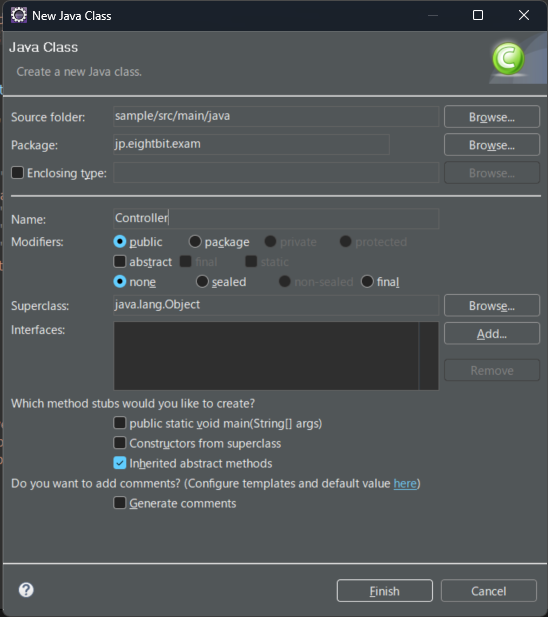 New Java Class
Java Class
Create a new Java class.
Source folder: sample/src/main/java Browse...
Package: jp.eightbit.exam Browse...
Enclosing type: Browse...
Name: Controller
Modifiers: public package private protected
abstract final static
none sealed non-sealed final
Superclass: java.lang.Object Browse...
Interfaces: Add...
Remove
Which method stubs would you like to create?
public static void main(String[] args)
Constructors from superclass
Inherited abstract methods
Do you want to add comments? (Configure templates and default value here)
Generate comments
Finish Cancel